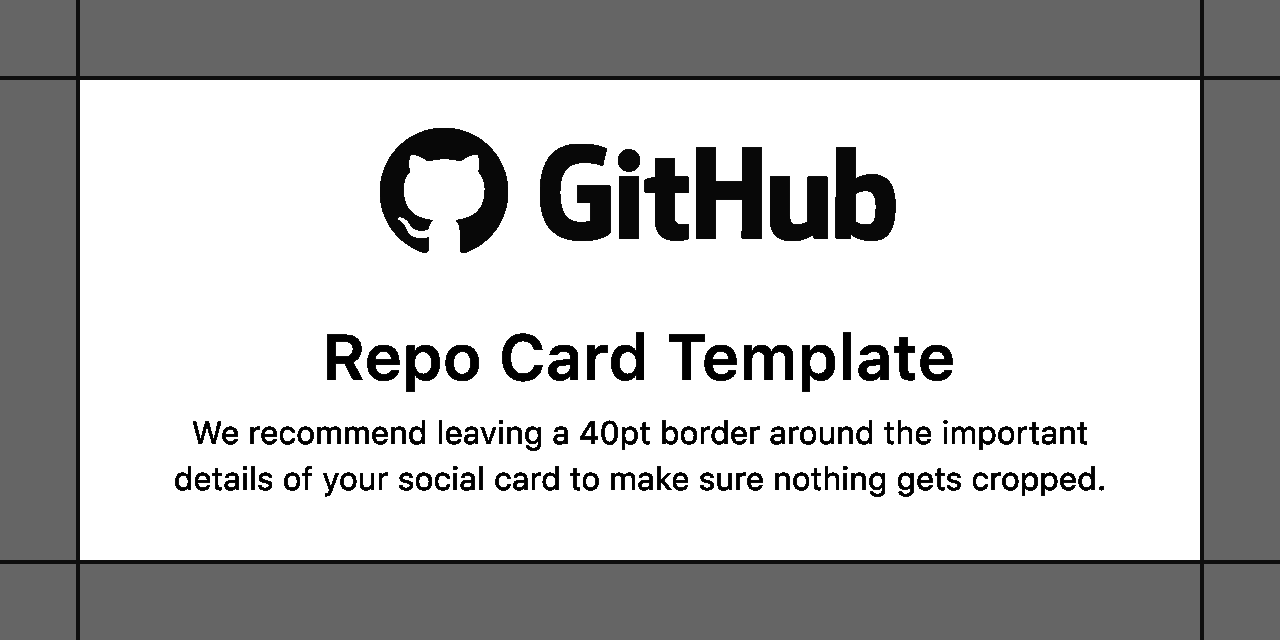 GitHub
Repo Card Template
We recommend leaving a 40pt border around the important
details of your social card to make sure nothing gets cropped.